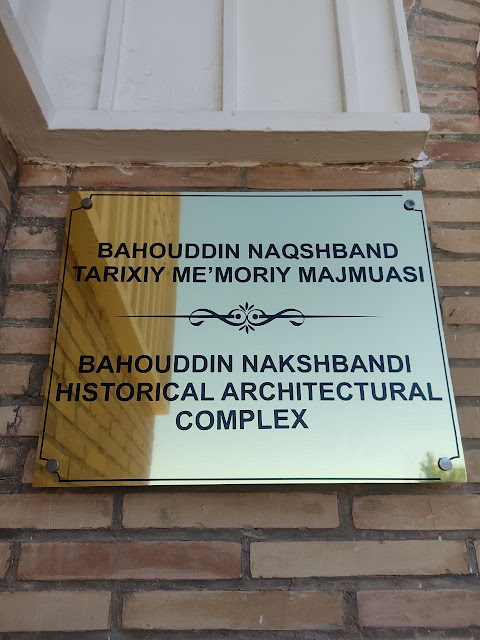 BAHOUDDIN NAQSHBAND
TARIXIY ME'MORIY MAJMUASI
BAHOUDDIN NAKSHBANDI
HISTORICAL ARCHITECTURAL
COMPLEX